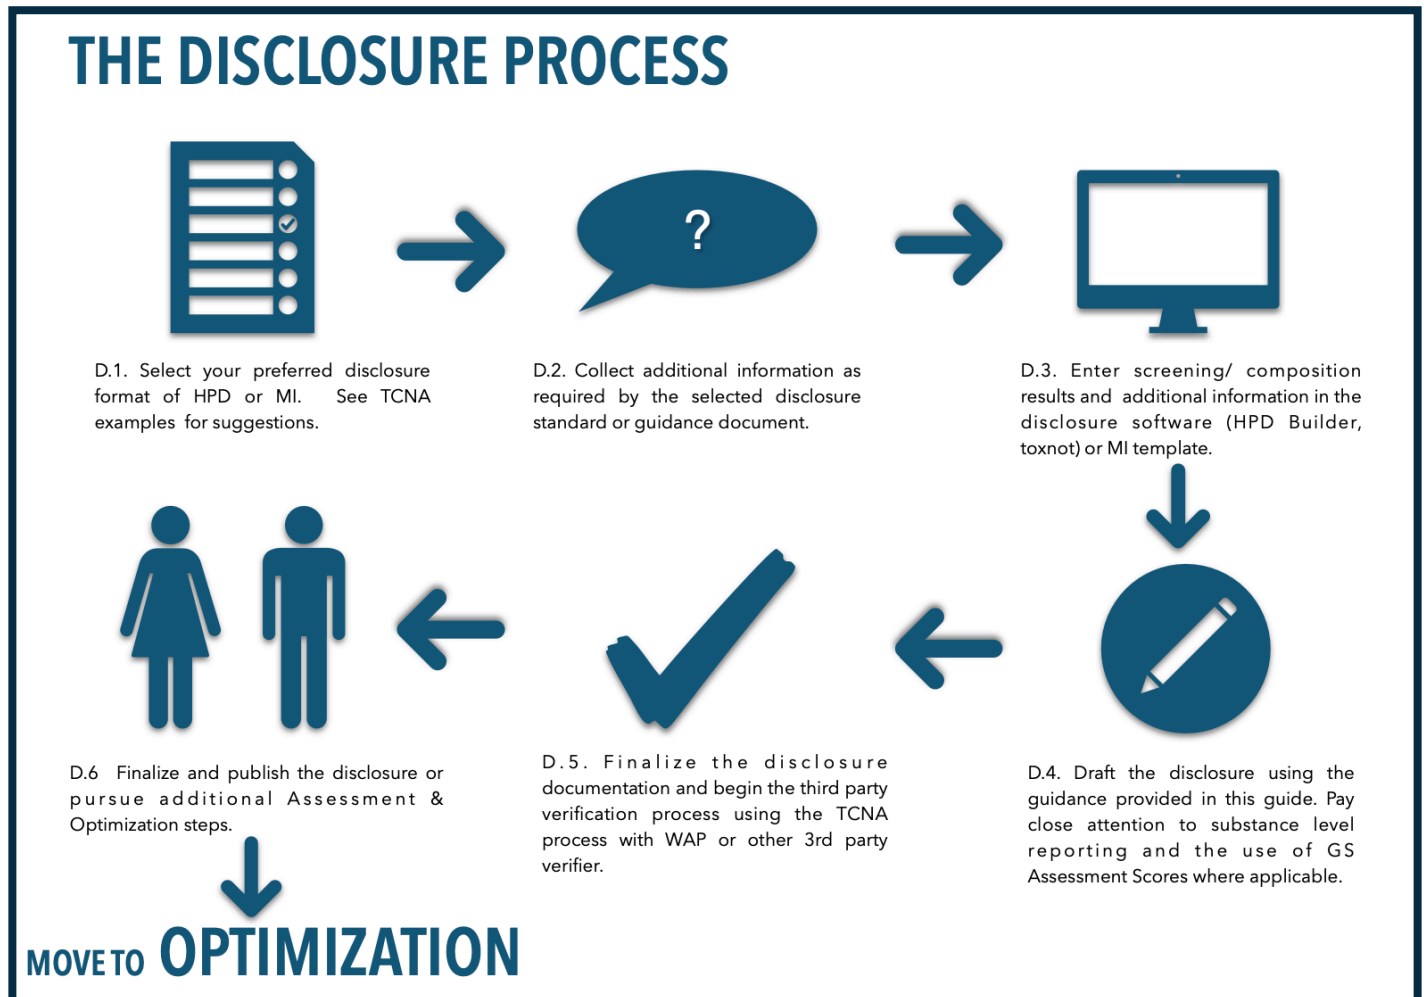 THE DISCLOSURE PROCESS
?
D.1. Select your preferred disclosure
format of HPD or MI. See TCNA
examples for suggestions.
D.2. Collect additional information as
required by the selected disclosure
standard or guidance document.
D.3. Enter screening/ composition
results and additional information in the
disclosure software (HPD Builder,
toxnot) or MI template.
D.4. Draft the disclosure using the
guidance provided in this guide. Pay
close attention to substance level
reporting and the use of GS
Assessment Scores where applicable.
D.5. Finalize the disclosure
documentation and begin the third party
verification process using the TCNA
process with WAP or other 3rd party
verifier.
D.6 Finalize and publish the disclosure or
pursue additional Assessment &
Optimization steps.
MOVE TO OPTIMIZATION